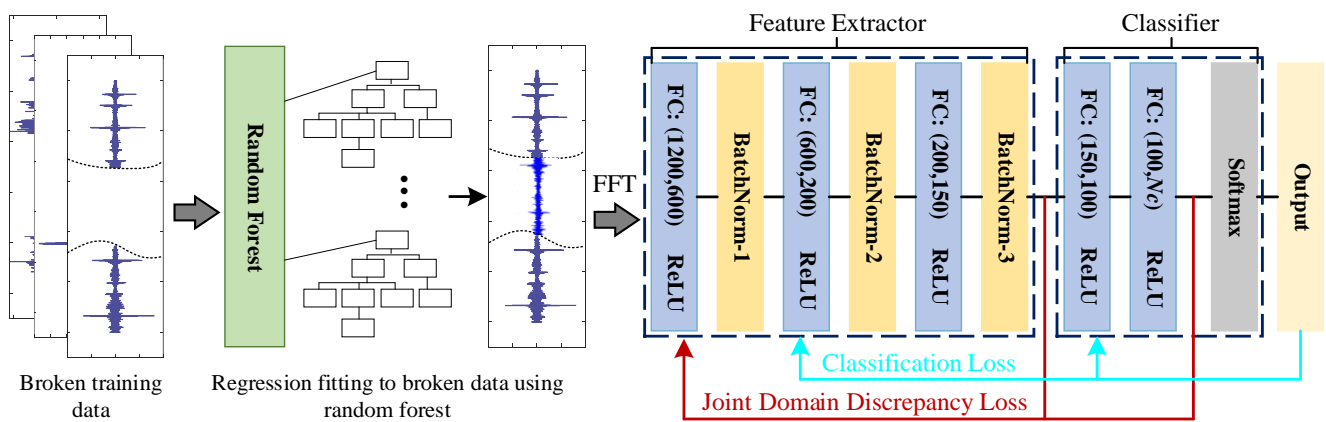 Feature Extractor
Classifier
Random Forest
FFT
FC: (1200,600) ReLU
BatchNorm-1
FC: (600,200) ReLU
BatchNorm-2
FC: (200,150) ReLU
BatchNorm-3
FC: (150,100) ReLU
FC: (100,Nc) ReLU
Softmax
Output
Classification Loss
Joint Domain Discrepancy Loss
Broken training
data
Regression fitting to broken data using
random forest